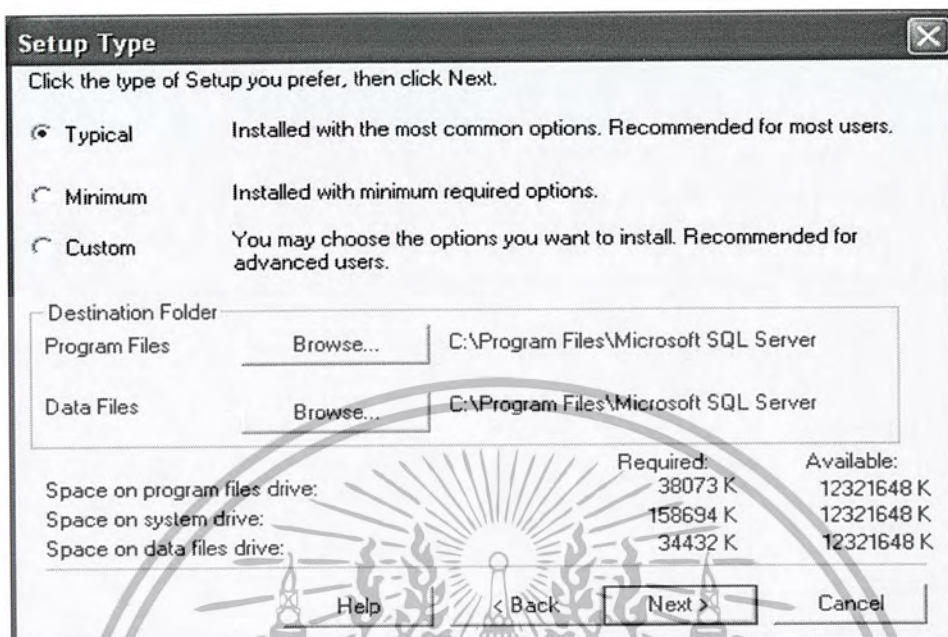 Setup Type
Click the type of Setup you prefer, then click Next.
Typical Installed with the most common options. Recommended for most users.
Minimum Installed with minimum required options.
Custom You may choose the options you want to install. Recommended for
advanced users.
Destination Folder
Program Files Browse... C:\Program Files\Microsoft SQL Server
Data Files Browse... C:\Program Files\Microsoft SQL Server
Required: Available:
Space on program files drive: 38073 K 12321648 K
Space on system drive: 158694 K 12321648 K
Space on data files drive: 34432 K 12321648 K
Help < Back Next > Cancel